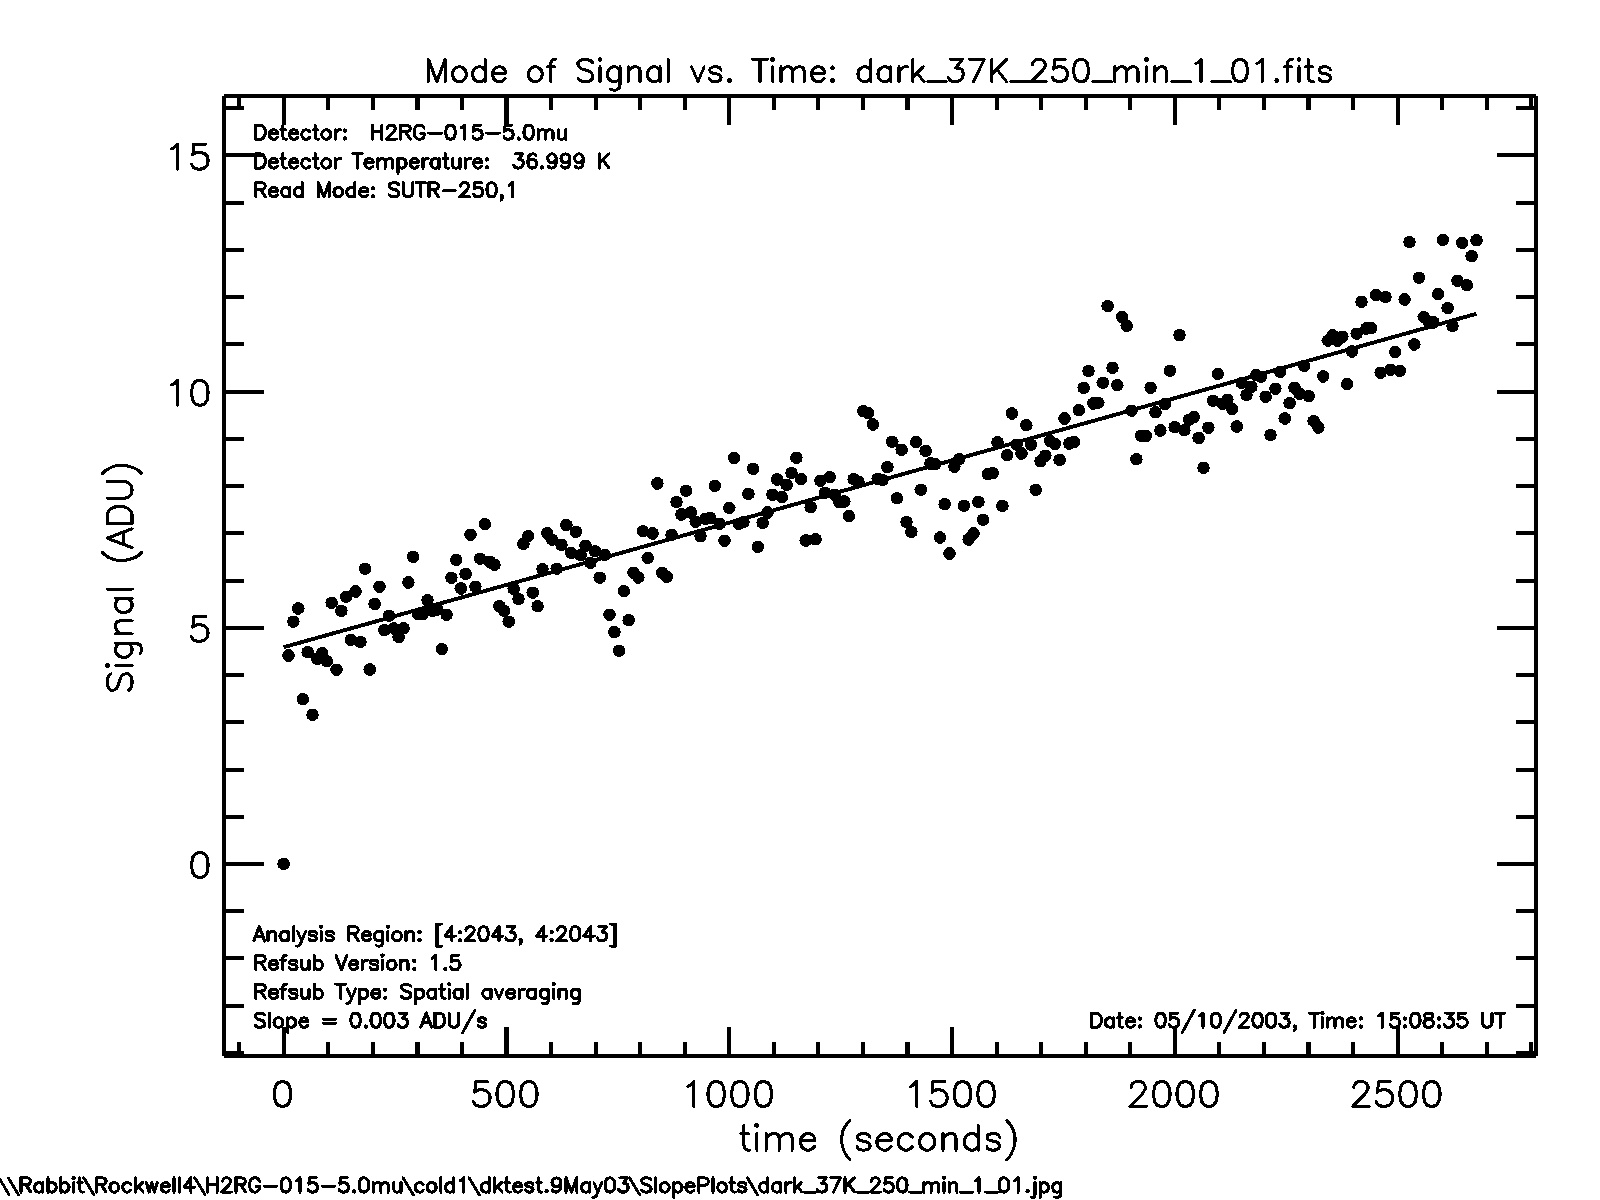 Mode of Signal vs. Time: dark_37K_250_min_1_01.fits
Detector:  H2RG-015-5.0mu
Detector Temperature:  36.999 K
Read Mode: SUTR-250,1
15
10
5
0
Signal (ADU)
Analysis Region: [4:2043, 4:2043]
Refsub Version: 1.5
Refsub Type: Spatial averaging
Slope = 0.003 ADU/s
Date: 05/10/2003, Time: 15:08:35 UT
0 500 1000 1500 2000 2500
time (seconds)
\\Rabbit\Rockwell4\H2RG-015-5.0mu\cold1\dktest.9May03\SlopePlots\dark_37K_250_min_1_01.jpg